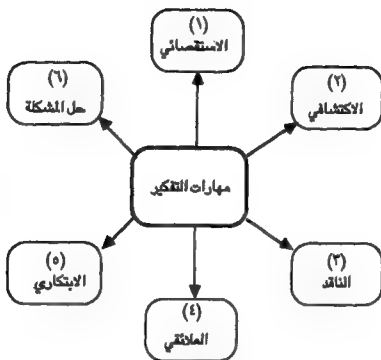 (١)
الاستقصائي
(٢)
الاكتشافي
(٣)
الناقد
(٤)
العلائقي
(٥)
الابتكاري
(٦)
حل المشكلة
مهارات التفكير